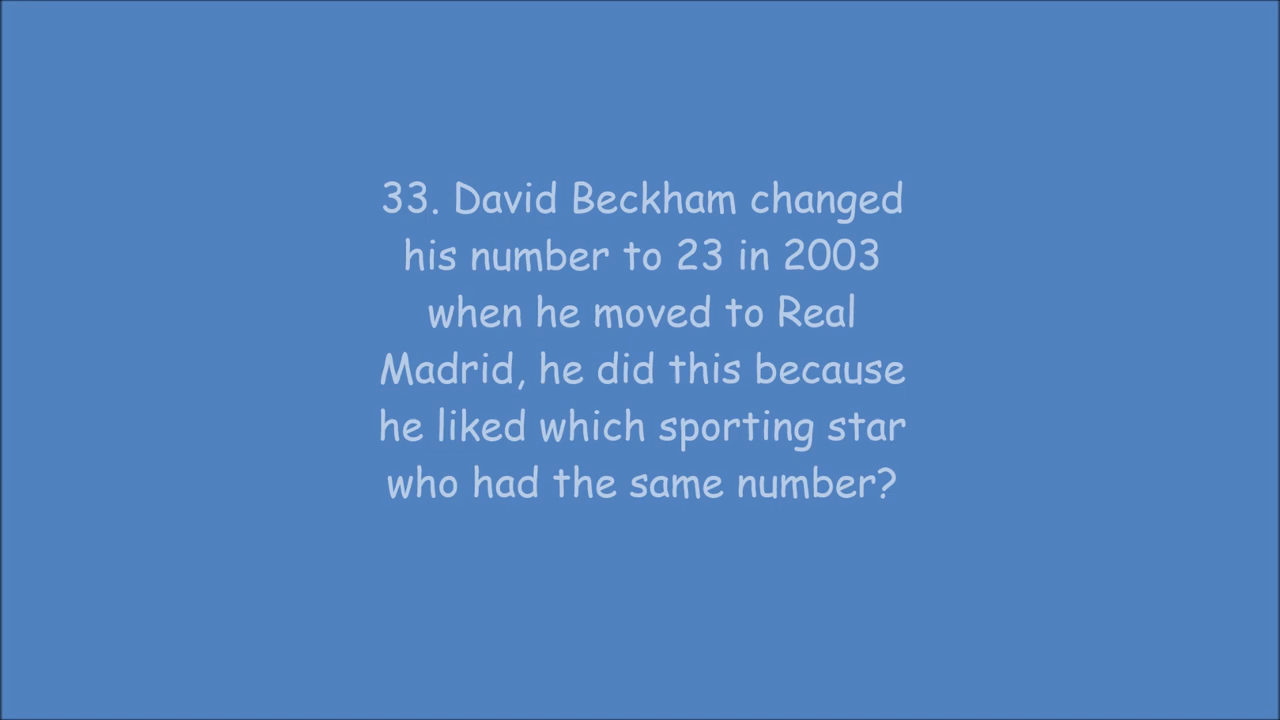 33. David Beckham changed
his number to 23 in 2003
when he moved to Real
Madrid, he did this because
he liked which sporting star
who had the same number?